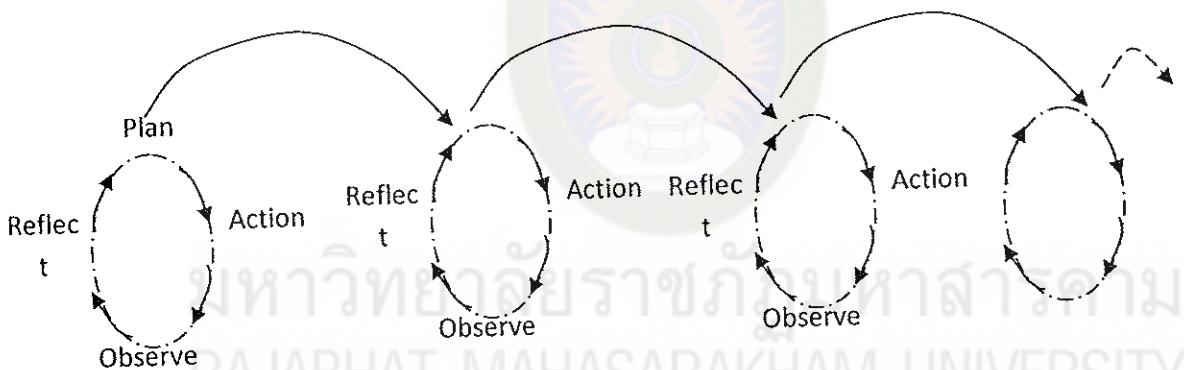 Plan
Reflec
t
Action
Observe
Reflec
t
Action
Observe
Reflec
t
Action
Observe
มหาวิทยาลัยราชภัฏมหาสารคาม
RAJABHAT MAHASARAKHAM UNIVERSITY